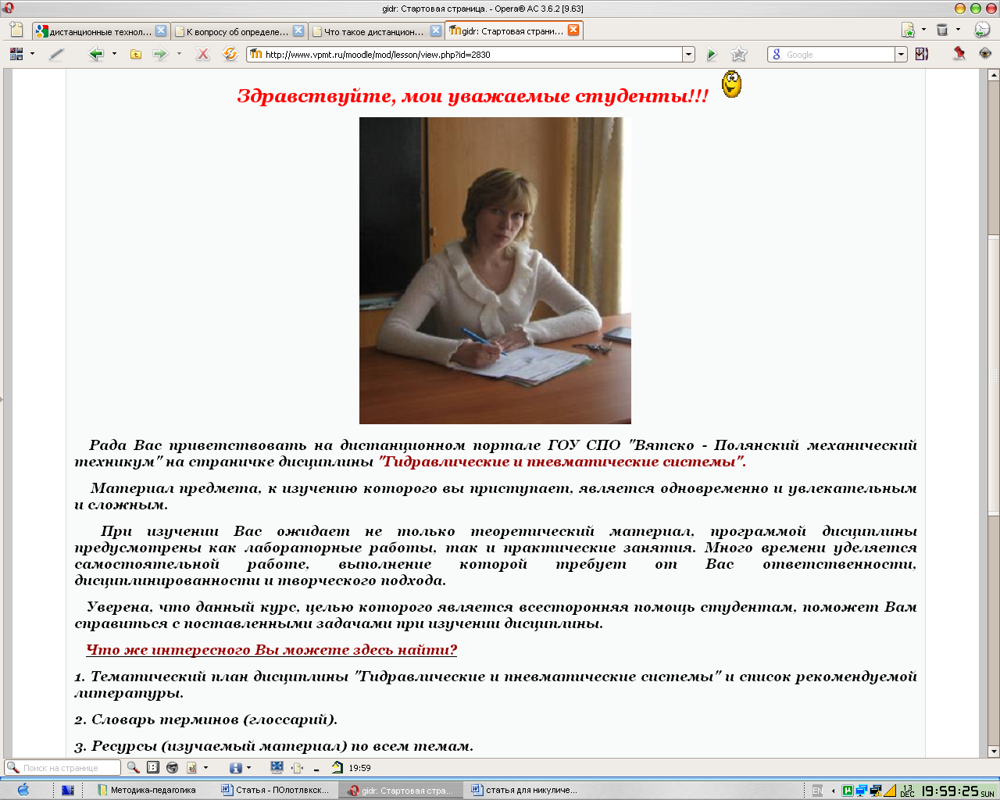 gidr: Стартовая страница. - Opera® AC 3.6.2 [9.63]
дистанционные технол...
К вопросу об определе...
Что такое дистанцион...
gidr: Стартовая страни...
http://www.vpmt.ru/moodle/mod/lesson/view.php?id=2830
Google
Здравствуйте, мои уважаемые студенты!!!
Рада Вас приветствовать на дистанционном портале ГОУ СПО "Вятско - Полянский механический
техникум" на страничке дисциплины "Гидравлические и пневматические системы".
Материал предмета, к изучению которого вы приступает, является одновременно и увлекательным
и сложным.
При изучении Вас ожидает не только теоретический материал, программой дисциплины
предусмотрены как лабораторные работы, так и практические занятия. Много времени уделяется
самостоятельной работе, выполнение которой требует от Вас ответственности,
дисциплинированности и творческого подхода.
Уверена, что данный курс, целью которого является всесторонняя помощь студентам, поможет Вам
справиться с поставленными задачами при изучении дисциплины.
Что же интересного Вы можете здесь найти?
1. Тематический план дисциплины "Гидравлические и пневматические системы" и список рекомендуемой
литературы.
2. Словарь терминов (глоссарий).
3. Ресурсы (изучаемый материал) по всем темам.
Поиск на странице
19:59
Методика-педагогика
Статья - ПОлотлвкск...
gidr: Стартовая стра...
статья для никуличе...
EN
13 DEC
19:59:25 SUN